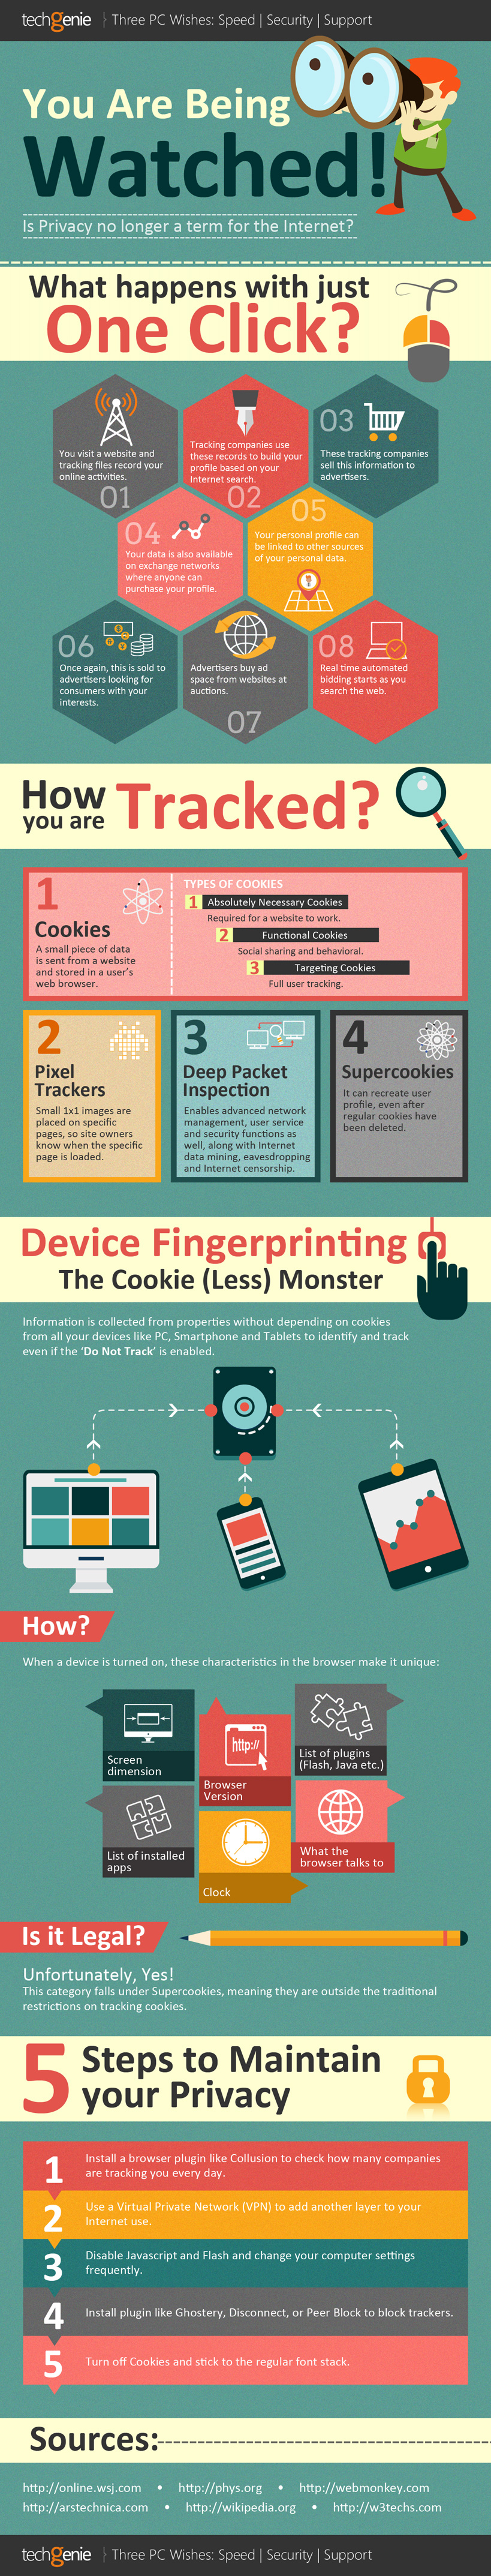 techgenie } Three PC Wishes: Speed | Security | Support
You Are Being
Watched!
Is Privacy no longer a term for the Internet?
What happens with just
One Click?
You visit a website and
tracking files record your
online activities.
01
Tracking companies use
these records to build your
profile based on your
Internet search.
02
03
These tracking companies
sell this information to
advertisers.
04
Your data is also available
on exchange networks
where anyone can
purchase your profile.
05
Your personal profile can
be linked to other sources
of your personal data.
06
Once again, this is sold to
advertisers looking for
consumers with your
interests.
Advertisers buy ad
space from websites at
auctions.
07
08
Real time automated
bidding starts as you
search the web.
How
you are
Tracked?
1
Cookies
A small piece of data
is sent from a website
and stored in a user's
web browser.
TYPES OF COOKIES
1 Absolutely Necessary Cookies
Required for a website to work.
2 Functional Cookies
Social sharing and behavioral.
3 Targeting Cookies
Full user tracking.
2
Pixel
Trackers
Small 1x1 images are
placed on specific
pages, so site owners
know when the specific
page is loaded.
3
Deep Packet
Inspection
Enables advanced network
management, user service
and security functions as
well, along with Internet
data mining, eavesdropping
and Internet censorship.
4
Supercookies
It can recreate user
profile, even after
regular cookies have
been deleted.
Device Fingerprinting
The Cookie (Less) Monster
Information is collected from properties without depending on cookies
from all your devices like PC, Smartphone and Tablets to identify and track
even if the 'Do Not Track' is enabled.
How?
When a device is turned on, these characteristics in the browser make it unique:
Screen
dimension
http://
Browser
Version
List of plugins
(Flash, Java etc.)
List of installed
apps
Clock
What the
browser talks to
Is it Legal?
Unfortunately, Yes!
This category falls under Supercookies, meaning they are outside the traditional
restrictions on tracking cookies.
5 Steps to Maintain
your Privacy
1
Install a browser plugin like Collusion to check how many companies
are tracking you every day.
2
Use a Virtual Private Network (VPN) to add another layer to your
Internet use.
3
Disable Javascript and Flash and change your computer settings
frequently.
4
Install plugin like Ghostery, Disconnect, or Peer Block to block trackers.
5
Turn off Cookies and stick to the regular font stack.
Sources:
http://online.wsj.com • http://phys.org • http://webmonkey.com
http://arstechnica.com • http://wikipedia.org • http://w3techs.com
techgenie } Three PC Wishes: Speed | Security | Support